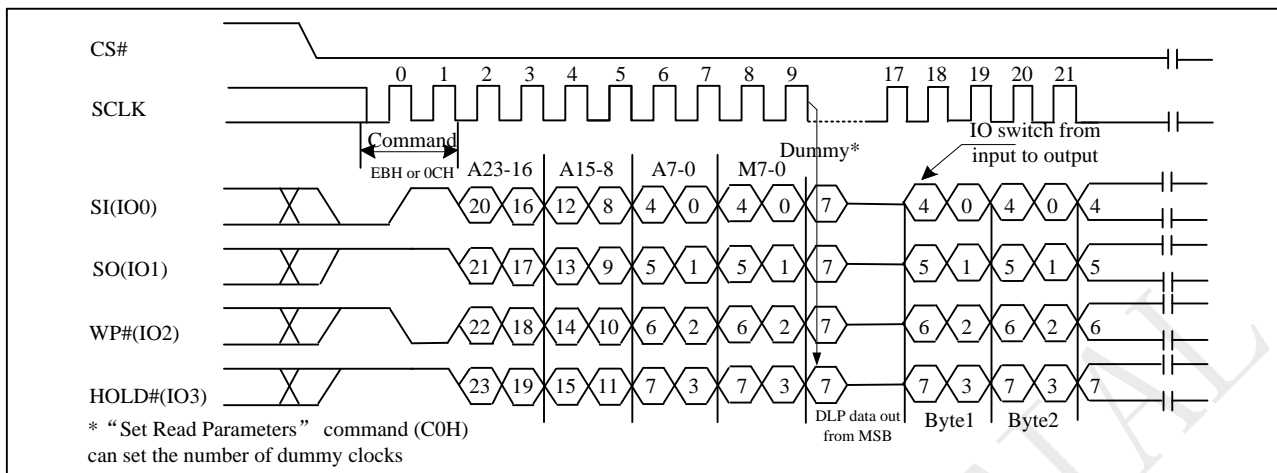 CS#
0 1 2 3 4 5 6 7 8 9 17 18 19 20 21
SCLK
Command
EBH or 0CH
A23-16 A15-8 A7-0 M7-0
Dummy*
IO switch from
input to output
SI(IO0) 20 16 12 8 4 0 4 0 7 4 0 4 0 4
SO(IO1) 21 17 13 9 5 1 5 1 7 5 1 5 1 5
WP#(IO2) 22 18 14 10 6 2 6 2 7 6 2 6 2 6
HOLD#(IO3) 23 19 15 11 7 3 7 3 7 7 3 7 3 7
DLP data out
from MSB
Byte1 Byte2
* “Set Read Parameters” command (C0H)
can set the number of dummy clocks